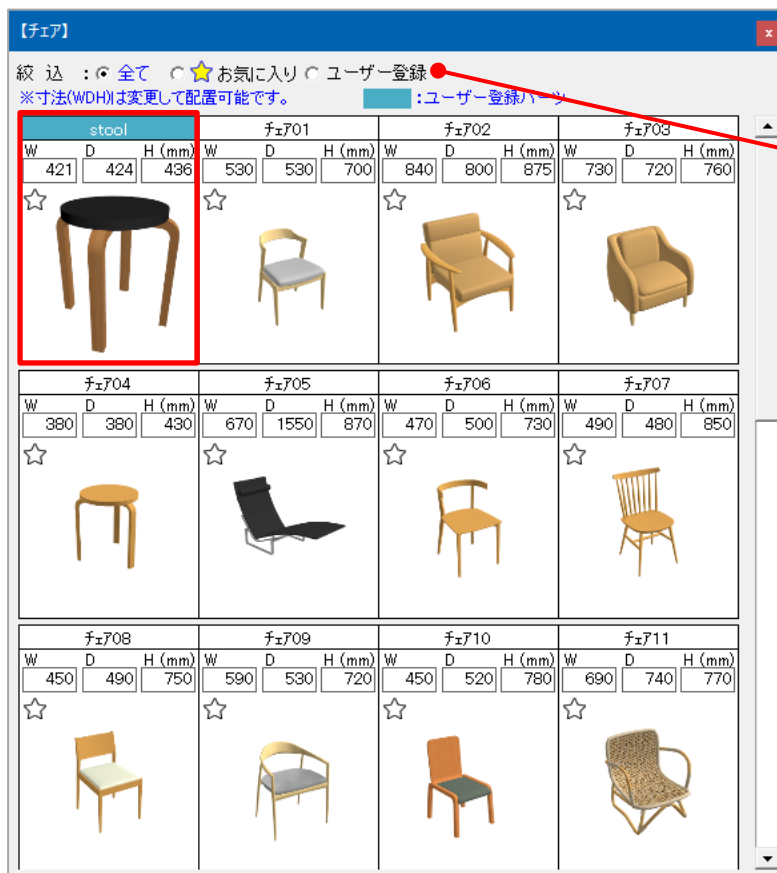 【ﾁｪｱ】
x
絞 込 : 全て お気に入り ユーザー登録
※寸法(WDH)は変更して配置可能です。 :ユーザー登録パーツ
stool ﾁｪｱ01 ﾁｪｱ02 ﾁｪｱ03
W D H (mm) W D H (mm) W D H (mm) W D H (mm)
421 424 436 530 530 700 840 800 875 730 720 760
ﾁｪｱ04 ﾁｪｱ05 ﾁｪｱ06 ﾁｪｱ07
W D H (mm) W D H (mm) W D H (mm) W D H (mm)
380 380 430 670 1550 870 470 500 730 490 480 850
ﾁｪｱ08 ﾁｪｱ09 ﾁｪｱ10 ﾁｪｱ11
W D H (mm) W D H (mm) W D H (mm) W D H (mm)
450 490 750 590 530 720 450 520 780 690 740 770